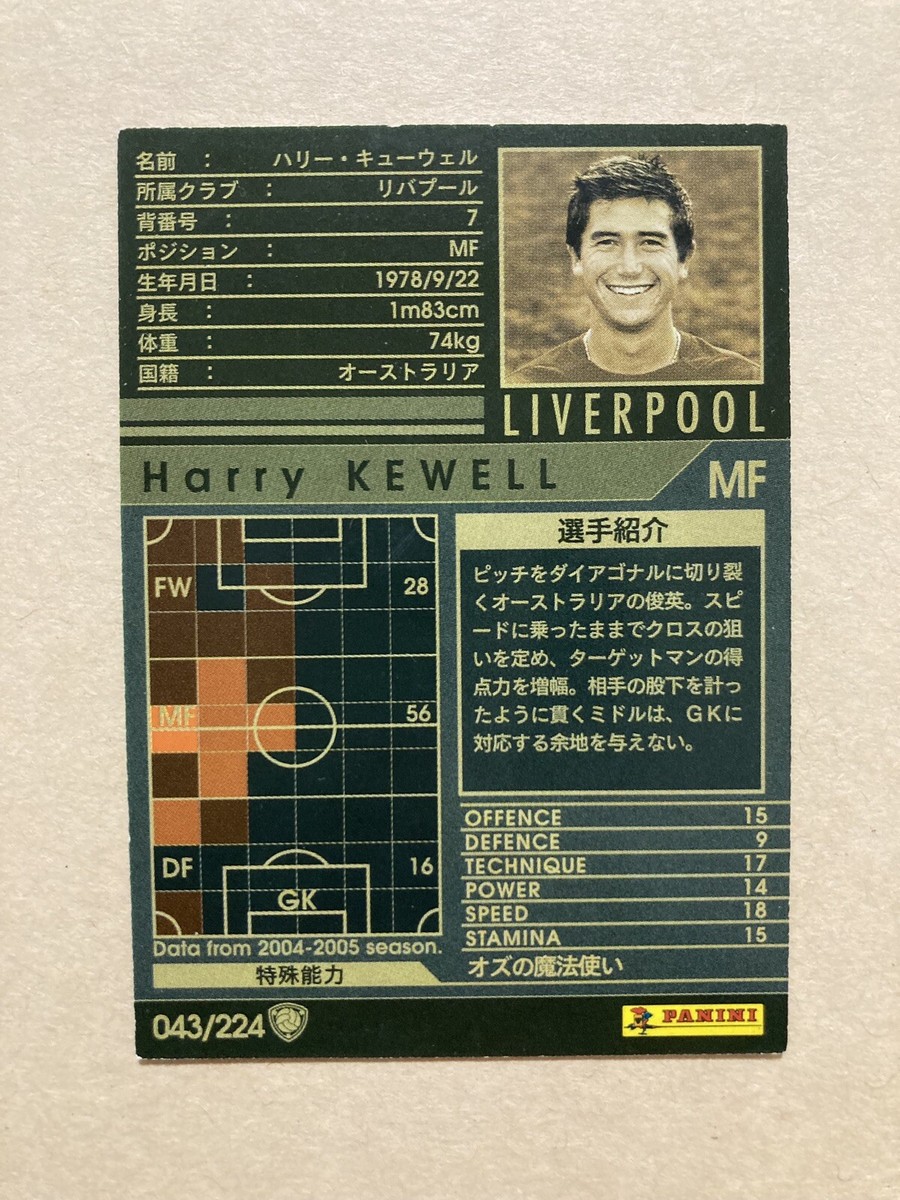 名前 ： ハリー・キューウェル
所属クラブ ： リバプール
背番号 ： 7
ポジション ： MF
生年月日 ： 1978/9/22
身長 ： 1m83cm
体重 ： 74kg
国籍 ： オーストラリア
LIVERPOOL
Harry KEWELL MF
FW 28
MF 56
DF 16
GK
Data from 2004-2005 season.
特殊能力
選手紹介
ピッチをダイアゴナルに切り裂
くオーストラリアの俊英。スピ
ードに乗ったままでクロスの狙
いを定め、ターゲットマンの得
点力を増幅。相手の股下を計っ
たように貫くミドルは、GKに
対応する余地を与えない。
OFFENCE 15
DEFENCE 9
TECHNIQUE 17
POWER 14
SPEED 18
STAMINA 15
オズの魔法使い
043/224
PANINI